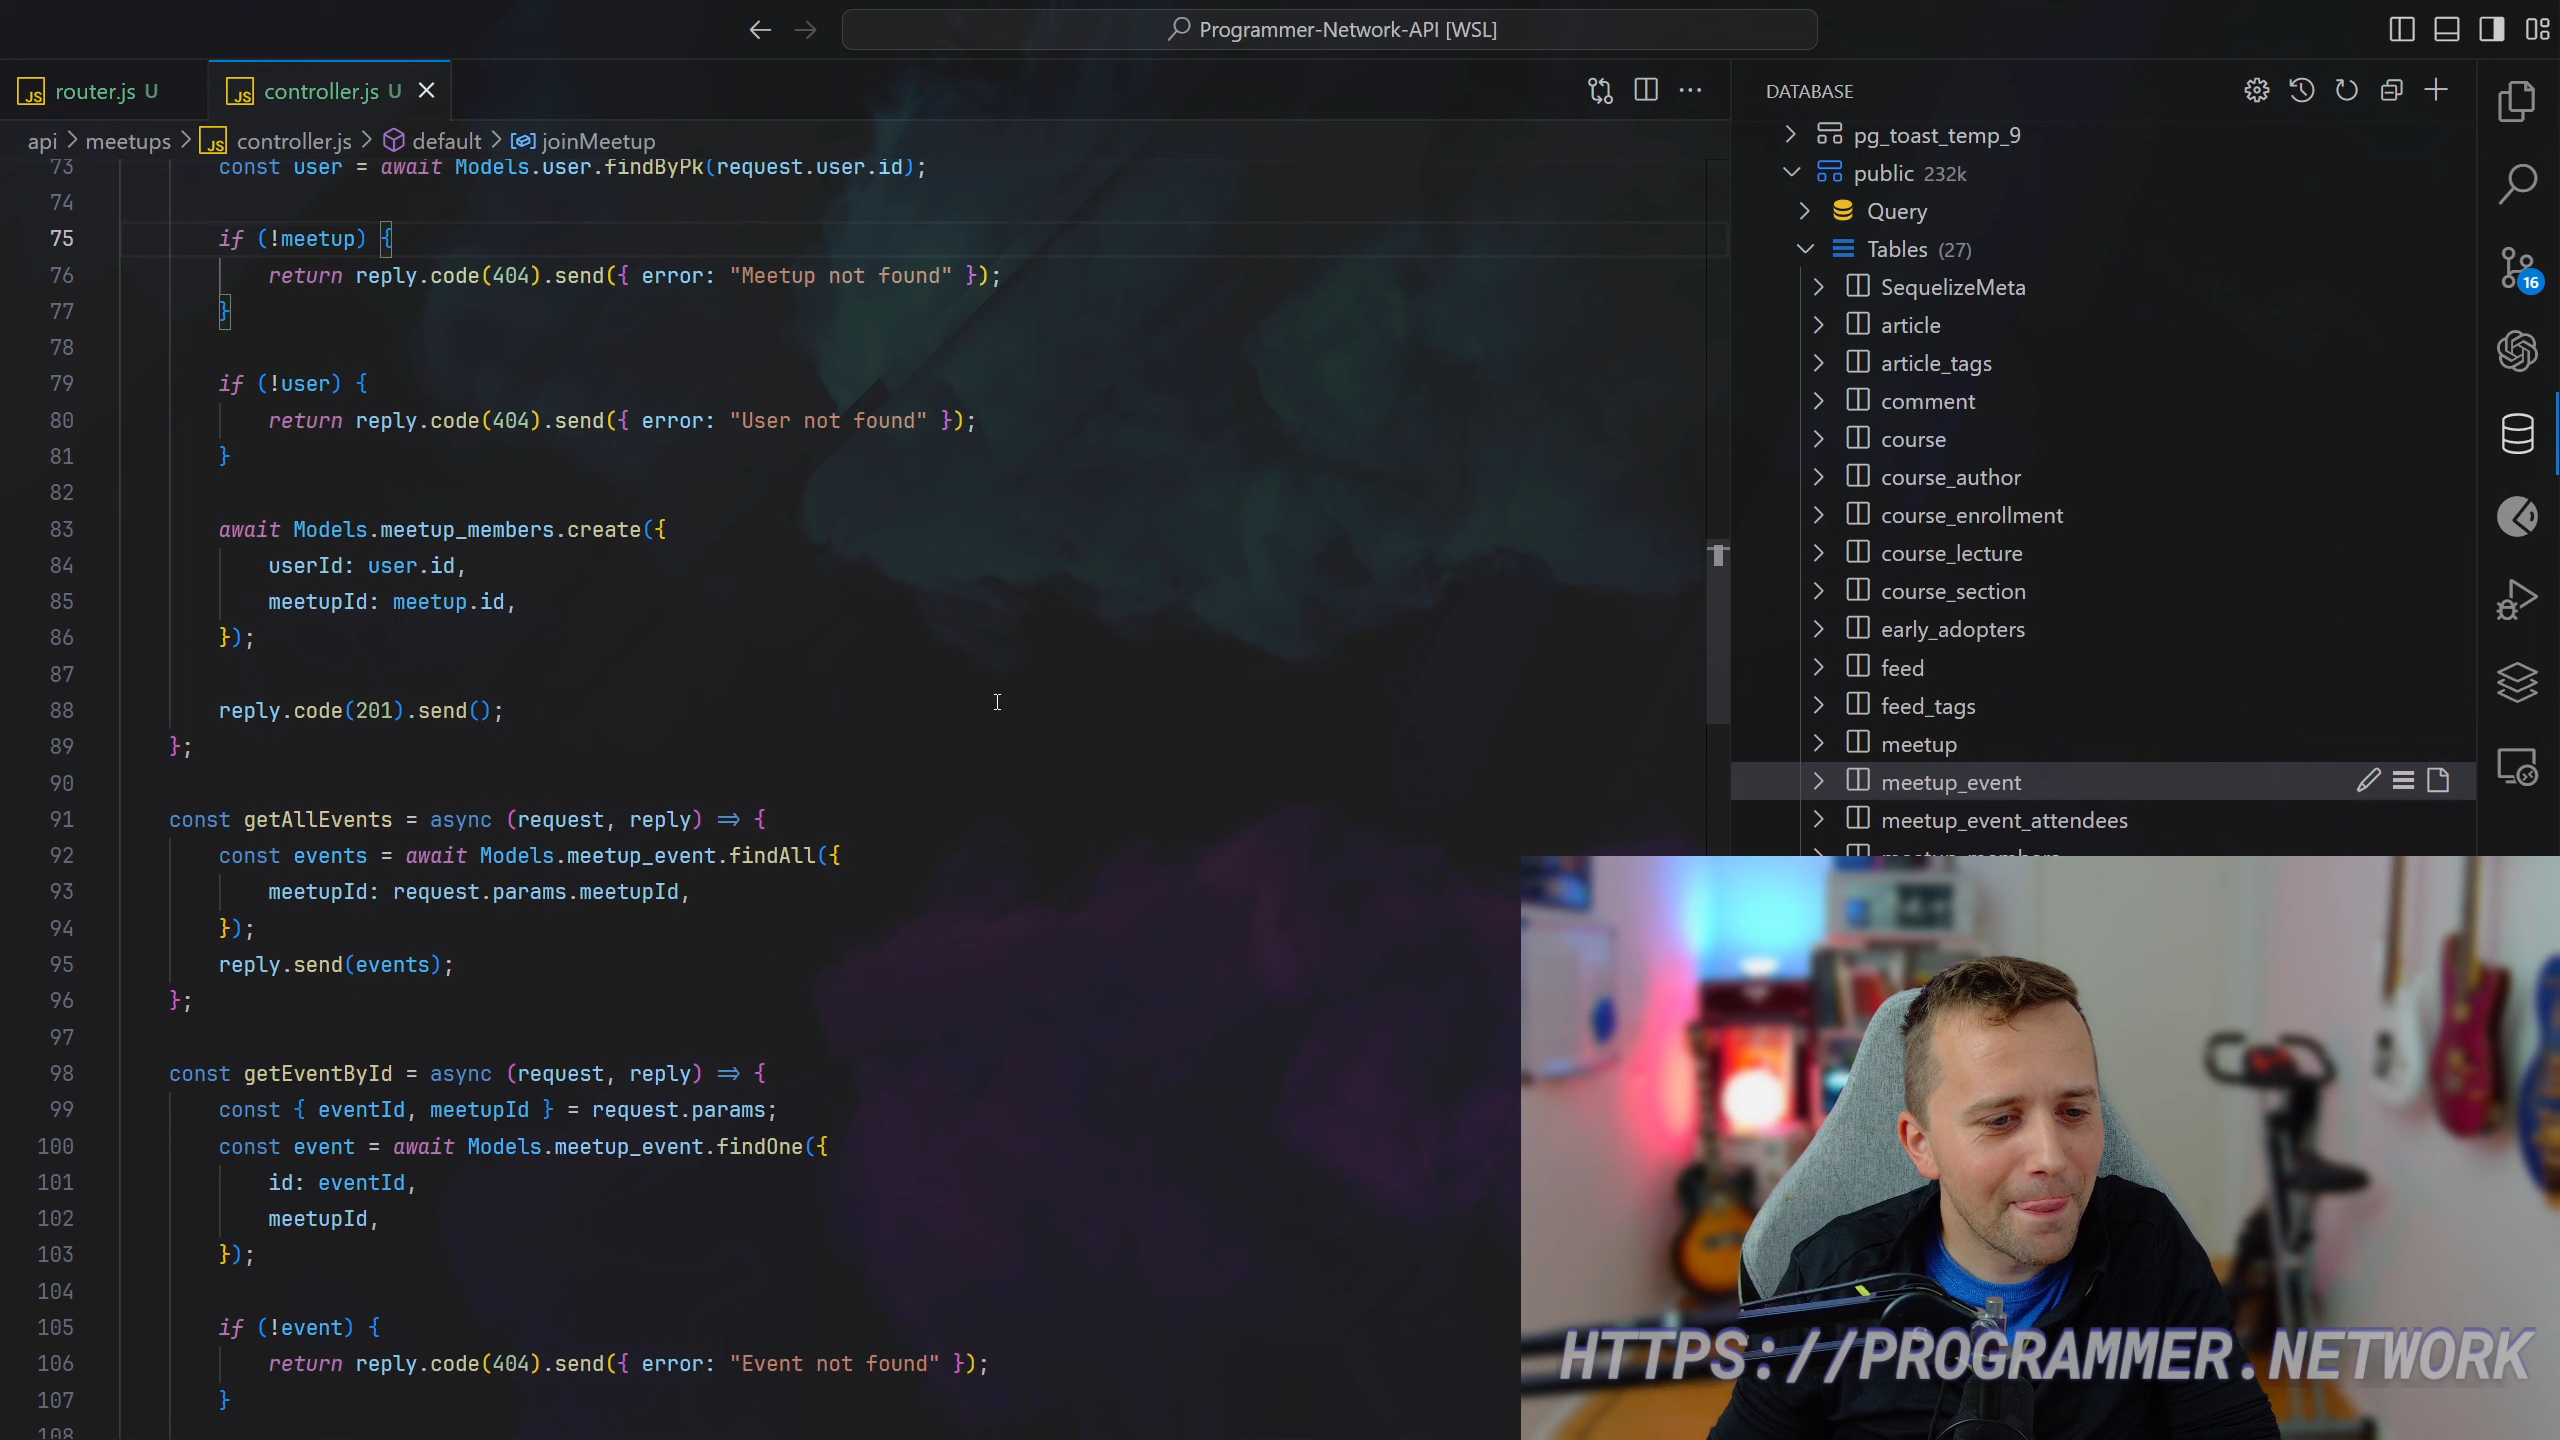 Programmer-Network-API [WSL]
router.js U
controller.js U
api > meetups > controller.js > default > joinMeetup
73 const user = await Models.user.findByPk(request.user.id);
74
75 if (!meetup) {
76 return reply.code(404).send({ error: "Meetup not found" });
77 }
78
79 if (!user) {
80 return reply.code(404).send({ error: "User not found" });
81 }
82
83 await Models.meetup_members.create({
84 userId: user.id,
85 meetupId: meetup.id,
86 });
87
88 reply.code(201).send();
89 };
90
91 const getAllEvents = async (request, reply) => {
92 const events = await Models.meetup_event.findAll({
93 meetupId: request.params.meetupId,
94 });
95 reply.send(events);
96 };
97
98 const getEventById = async (request, reply) => {
99 const { eventId, meetupId } = request.params;
100 const event = await Models.meetup_event.findOne({
101 id: eventId,
102 meetupId,
103 });
104
105 if (!event) {
106 return reply.code(404).send({ error: "Event not found" });
107 }
108
DATABASE
pg_toast_temp_9
public 232k
Query
Tables (27)
SequelizeMeta
article
article_tags
comment
course
course_author
course_enrollment
course_lecture
course_section
early_adopters
feed
feed_tags
meetup
meetup_event
meetup_event_attendees
16
HTTPS://PROGRAMMER.NETWORK